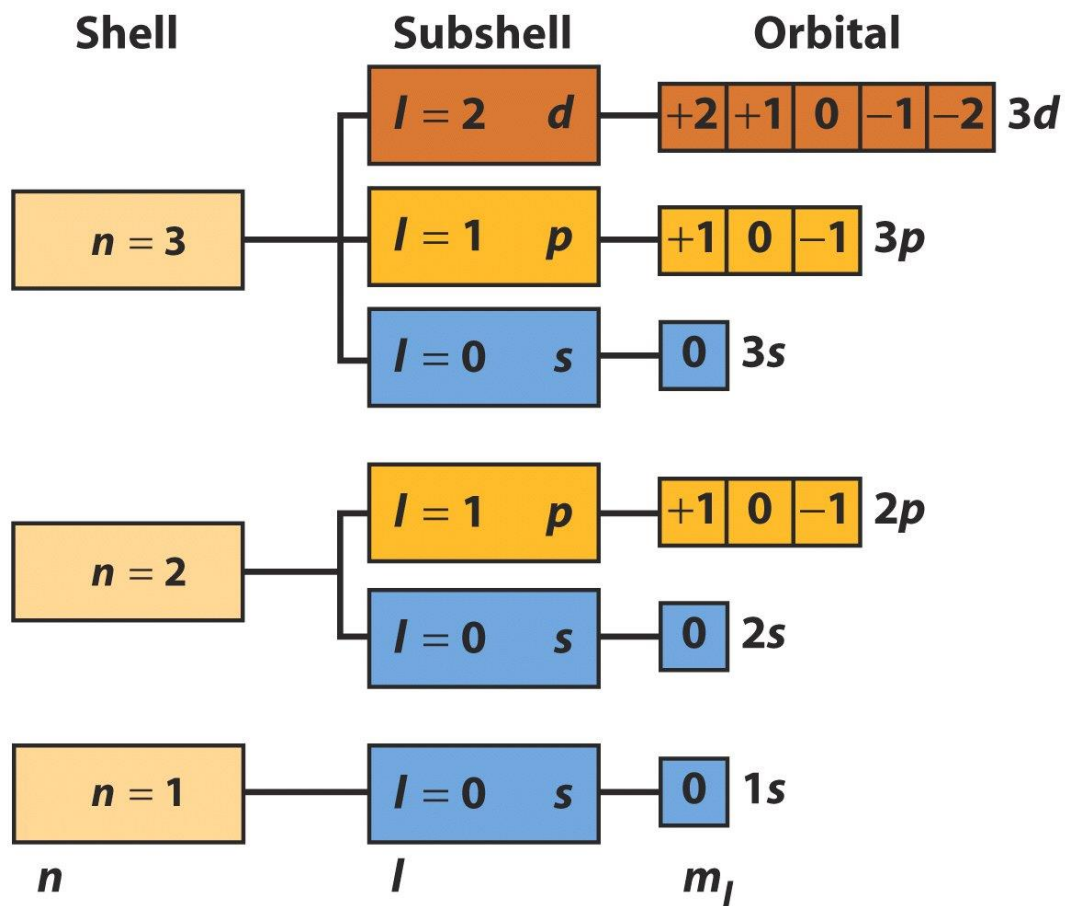 Shell Subshell Orbital
l = 2 d +2 +1 0 −1 −2 3d
n = 3 l = 1 p +1 0 −1 3p
l = 0 s 0 3s
l = 1 p +1 0 −1 2p
n = 2
l = 0 s 0 2s
n = 1 l = 0 s 0 1s
n l m_l